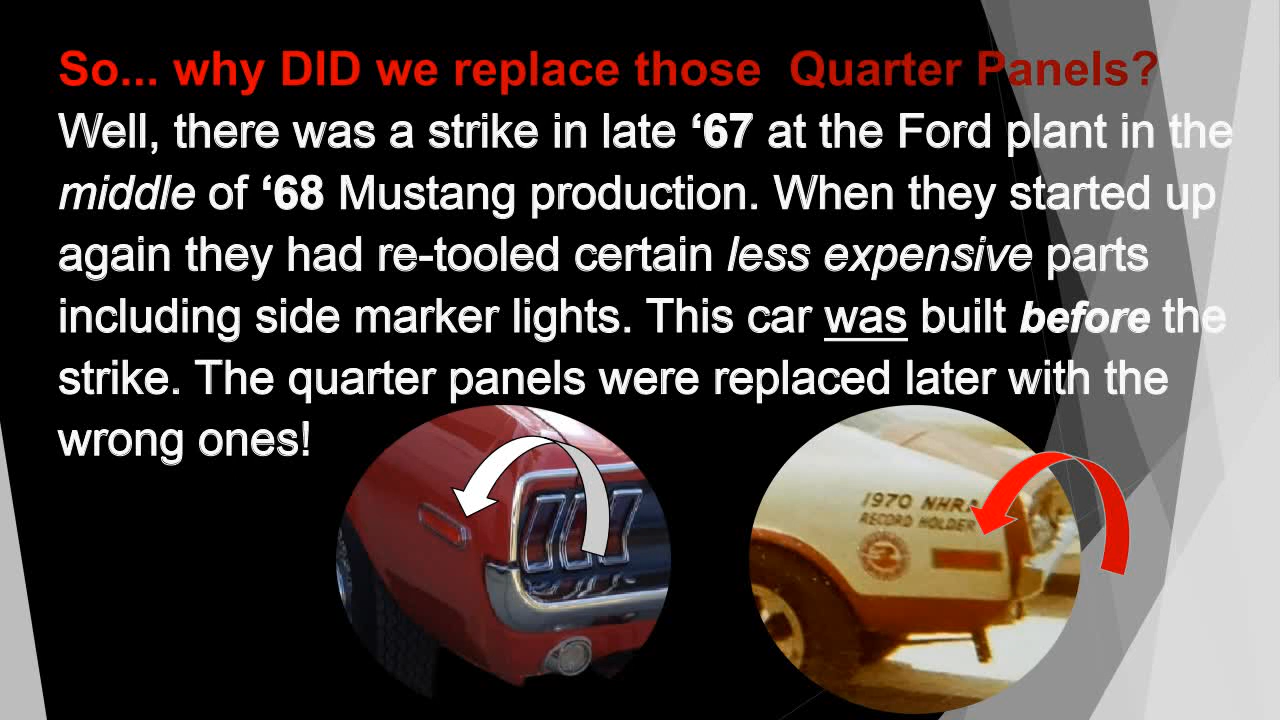 So... why DID we replace those  Quarter Panels?
Well, there was a strike in late ‘67 at the Ford plant in the
middle of ‘68 Mustang production. When they started up
again they had re-tooled certain less expensive parts
including side marker lights. This car was built before the
strike. The quarter panels were replaced later with the
wrong ones!
1970 NHRA
RECORD HOLDER